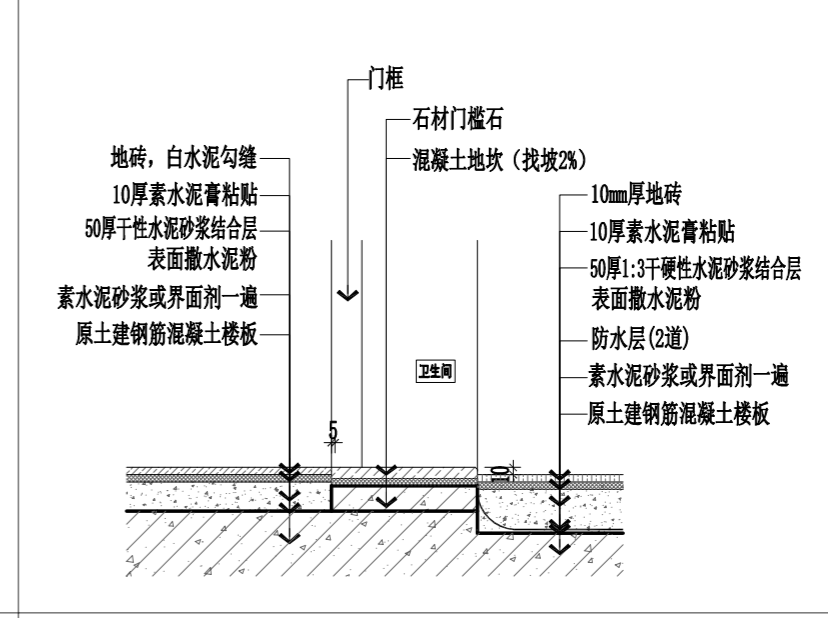 门框
石材门槛石
混凝土地坎（找坡2%）
地砖，白水泥勾缝
10厚素水泥膏粘贴
50厚干性水泥砂浆结合层
表面撒水泥粉
素水泥砂浆或界面剂一遍
原土建钢筋混凝土楼板
10mm厚地砖
10厚素水泥膏粘贴
50厚1:3干硬性水泥砂浆结合层
表面撒水泥粉
防水层(2道)
素水泥砂浆或界面剂一遍
原土建钢筋混凝土楼板
卫生间
5
10